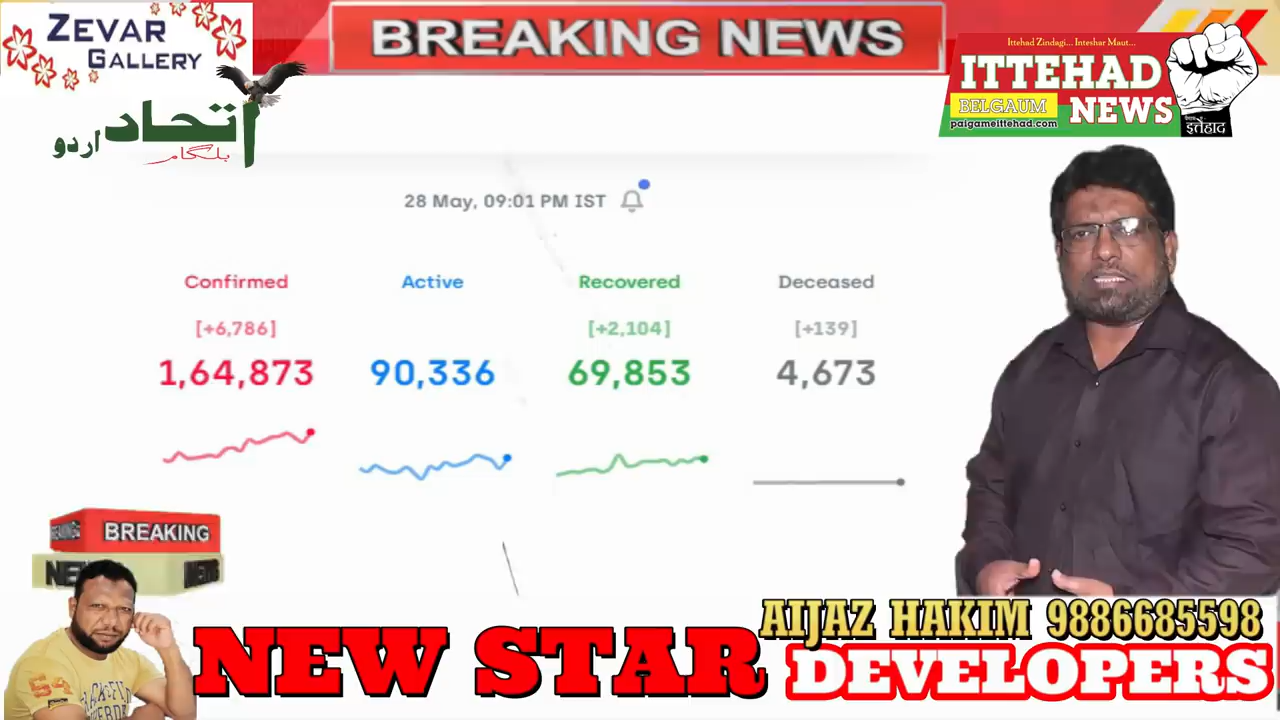 ZEVAR
GALLERY
BREAKING NEWS
Ittehad Zindagi... Inteshar Maut...
ITTEHAD
BELGAUM
NEWS
paigameittehad.com
इत्तेहाद
اتحاد
اردو
بلگام
28 May, 09:01 PM IST
Confirmed Active Recovered Deceased
[+6,786] [+2,104] [+139]
1,64,873 90,336 69,853 4,673
BREAKING
AIJAZ HAKIM 9886685598
NEW STAR DEVELOPERS